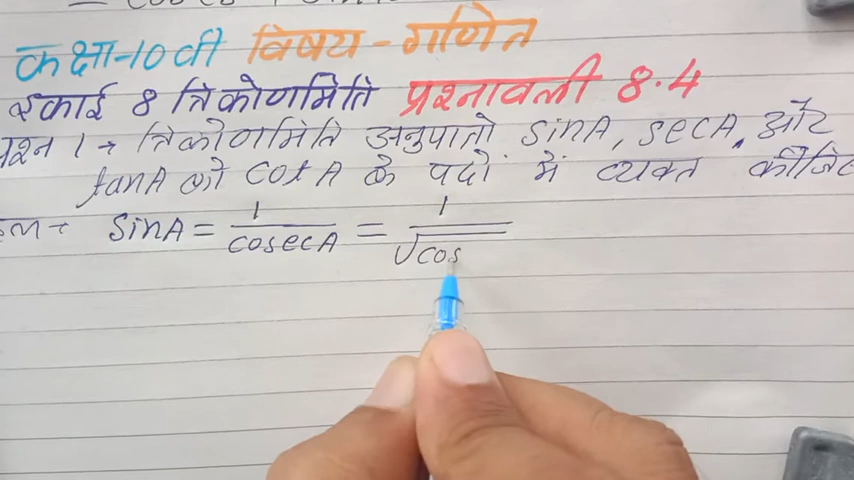 कक्षा-10वी विषय-गणित
इकाई 8 त्रिकोणमिति प्रश्नावली 8.4
प्रश्न 1→ त्रिकोणमिति अनुपातो sinA, secA, और
tanA को cotA के पदों में व्यक्त कीजिए
हल→ sinA = 1/cosecA = 1/√cos